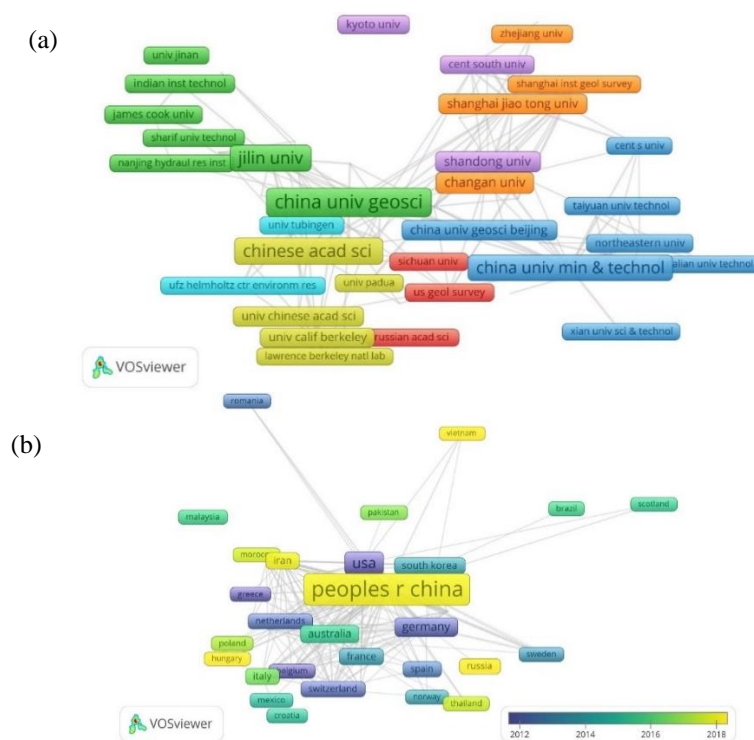 (a)
kyoto univ
zhejiang univ
univ jinan
cent south univ
indian inst technol
shanghai inst geol survey
shanghai jiao tong univ
james cook univ
sharif univ technol
cent s univ
nanjing hydraul res inst
jilin univ
shandong univ
changan univ
china univ geosci
taiyuan univ technol
univ tubingen
china univ geosci beijing
northeastern univ
chinese acad sci
sichuan univ
china univ min & technol
alian univ technol
ufz helmholtz ctr environm res
univ padua
us geol survey
univ chinese acad sci
xian univ sci & technol
univ calif berkeley
russian acad sci
lawrence berkeley natl lab
VOSviewer
(b)
romania
vietnam
malaysia
pakistan
brazil
scotland
moroc
iran
usa
south korea
peoples r china
greece
netherlands
australia
germany
poland
hungary
france
sweden
italy
belgium
spain
russia
switzerland
mexico
norway
thailand
croatia
VOSviewer
2012 2014 2016 2018